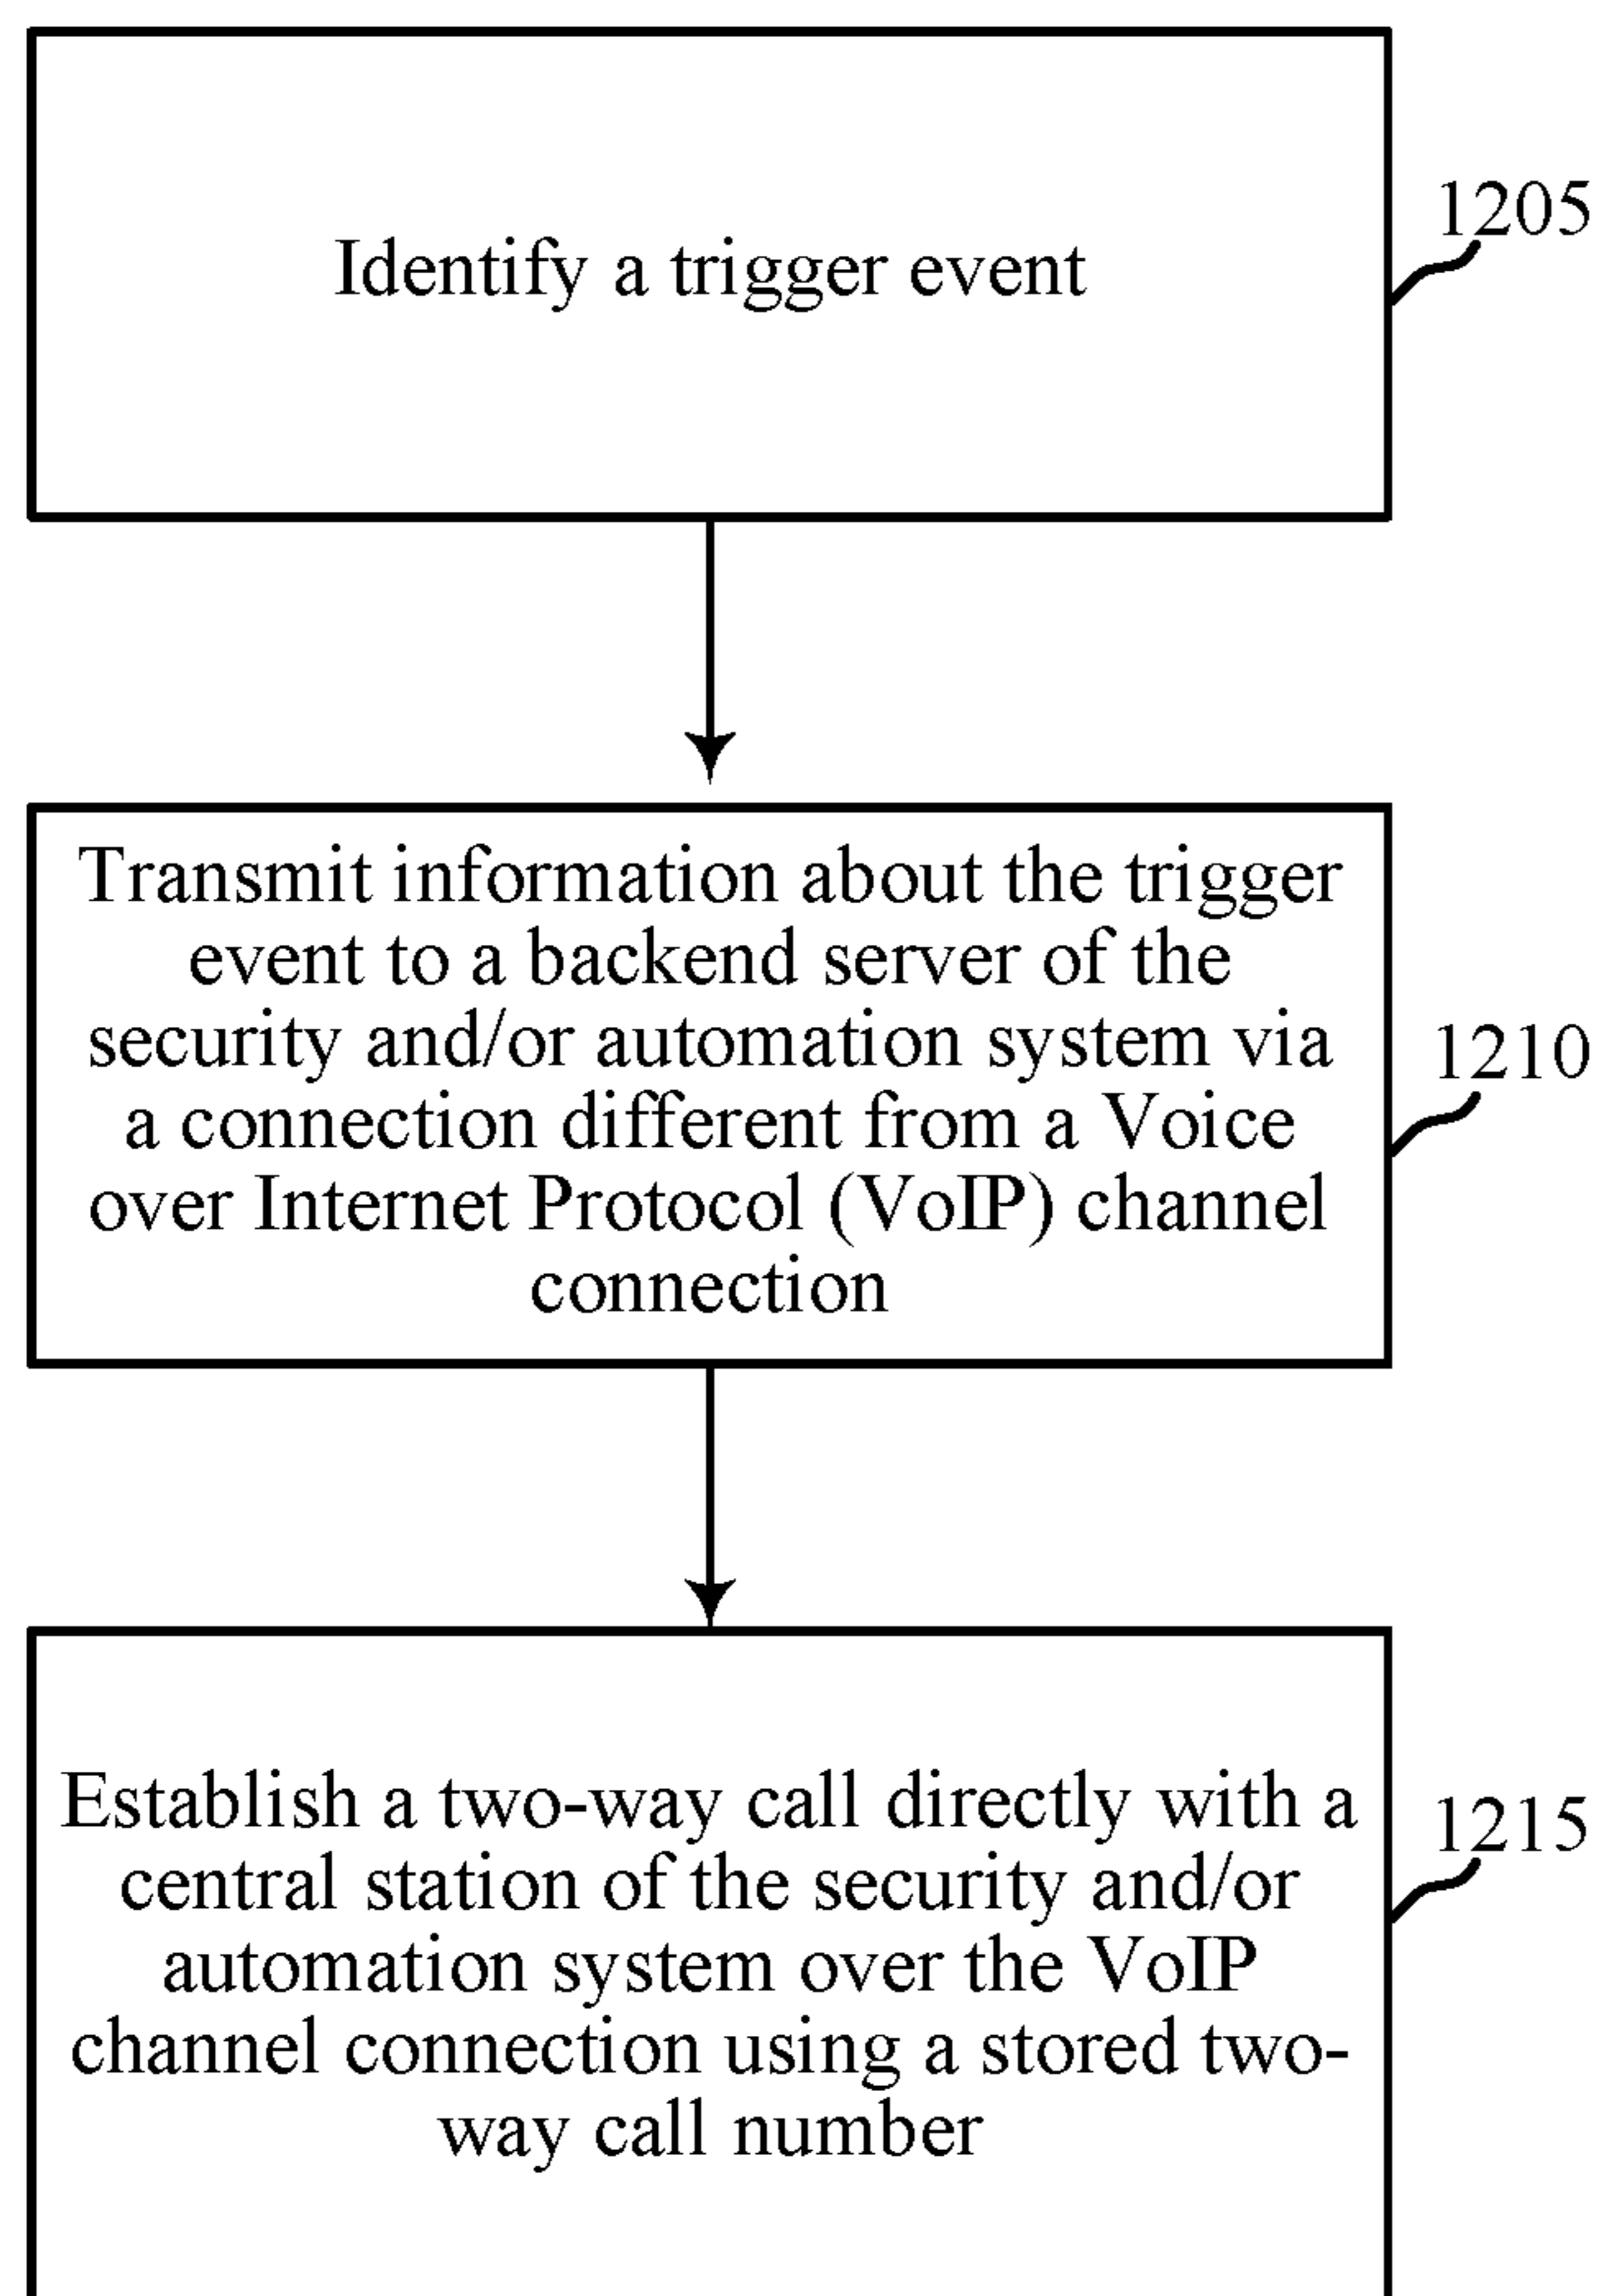 Identify a trigger event
1205
Transmit information about the trigger
event to a backend server of the
security and/or automation system via
a connection different from a Voice
over Internet Protocol (VoIP) channel
connection
1210
Establish a two-way call directly with a
central station of the security and/or
automation system over the VoIP
channel connection using a stored two-
way call number
1215